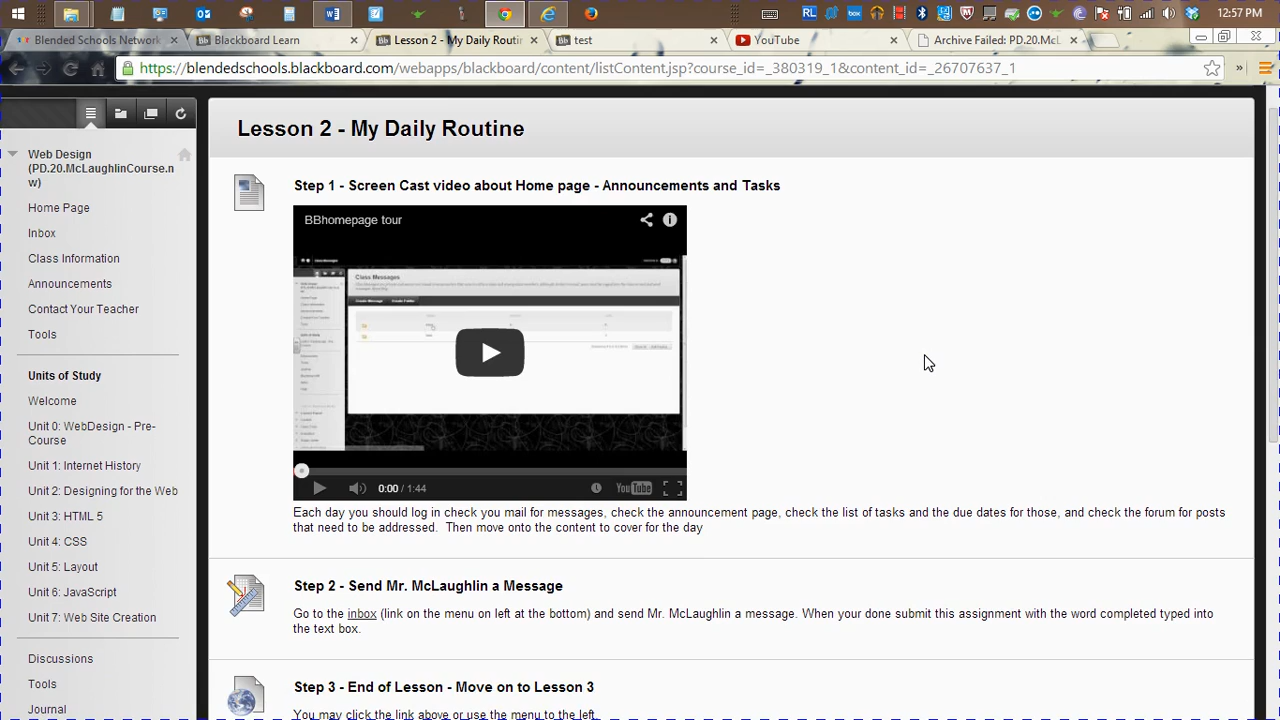 12:57 PM
Blended Schools Network
Blackboard Learn
Lesson 2 - My Daily Routin
test
YouTube
Archive Failed: PD.20.McL
https://blendedschools.blackboard.com/webapps/blackboard/content/listContent.jsp?course_id=_380319_1&content_id=_26707637_1
Web Design
(PD.20.McLaughlinCourse.n
w)
Home Page
Inbox
Class Information
Announcements
Contact Your Teacher
Tools
Units of Study
Welcome
Unit 0: WebDesign - Pre-
Course
Unit 1: Internet History
Unit 2: Designing for the Web
Unit 3: HTML 5
Unit 4: CSS
Unit 5: Layout
Unit 6: JavaScript
Unit 7: Web Site Creation
Discussions
Tools
Journal
Lesson 2 - My Daily Routine
Step 1 - Screen Cast video about Home page - Announcements and Tasks
BBhomepage tour
Class Messages
Create Message Create Folder
0:00 / 1:44
YouTube
Each day you should log in check you mail for messages, check the announcement page, check the list of tasks and the due dates for those, and check the forum for posts
that need to be addressed. Then move onto the content to cover for the day
Step 2 - Send Mr. McLaughlin a Message
Go to the inbox (link on the menu on left at the bottom) and send Mr. McLaughlin a message. When your done submit this assignment with the word completed typed into
the text box.
Step 3 - End of Lesson - Move on to Lesson 3
You may click the link above or use the menu to the left.